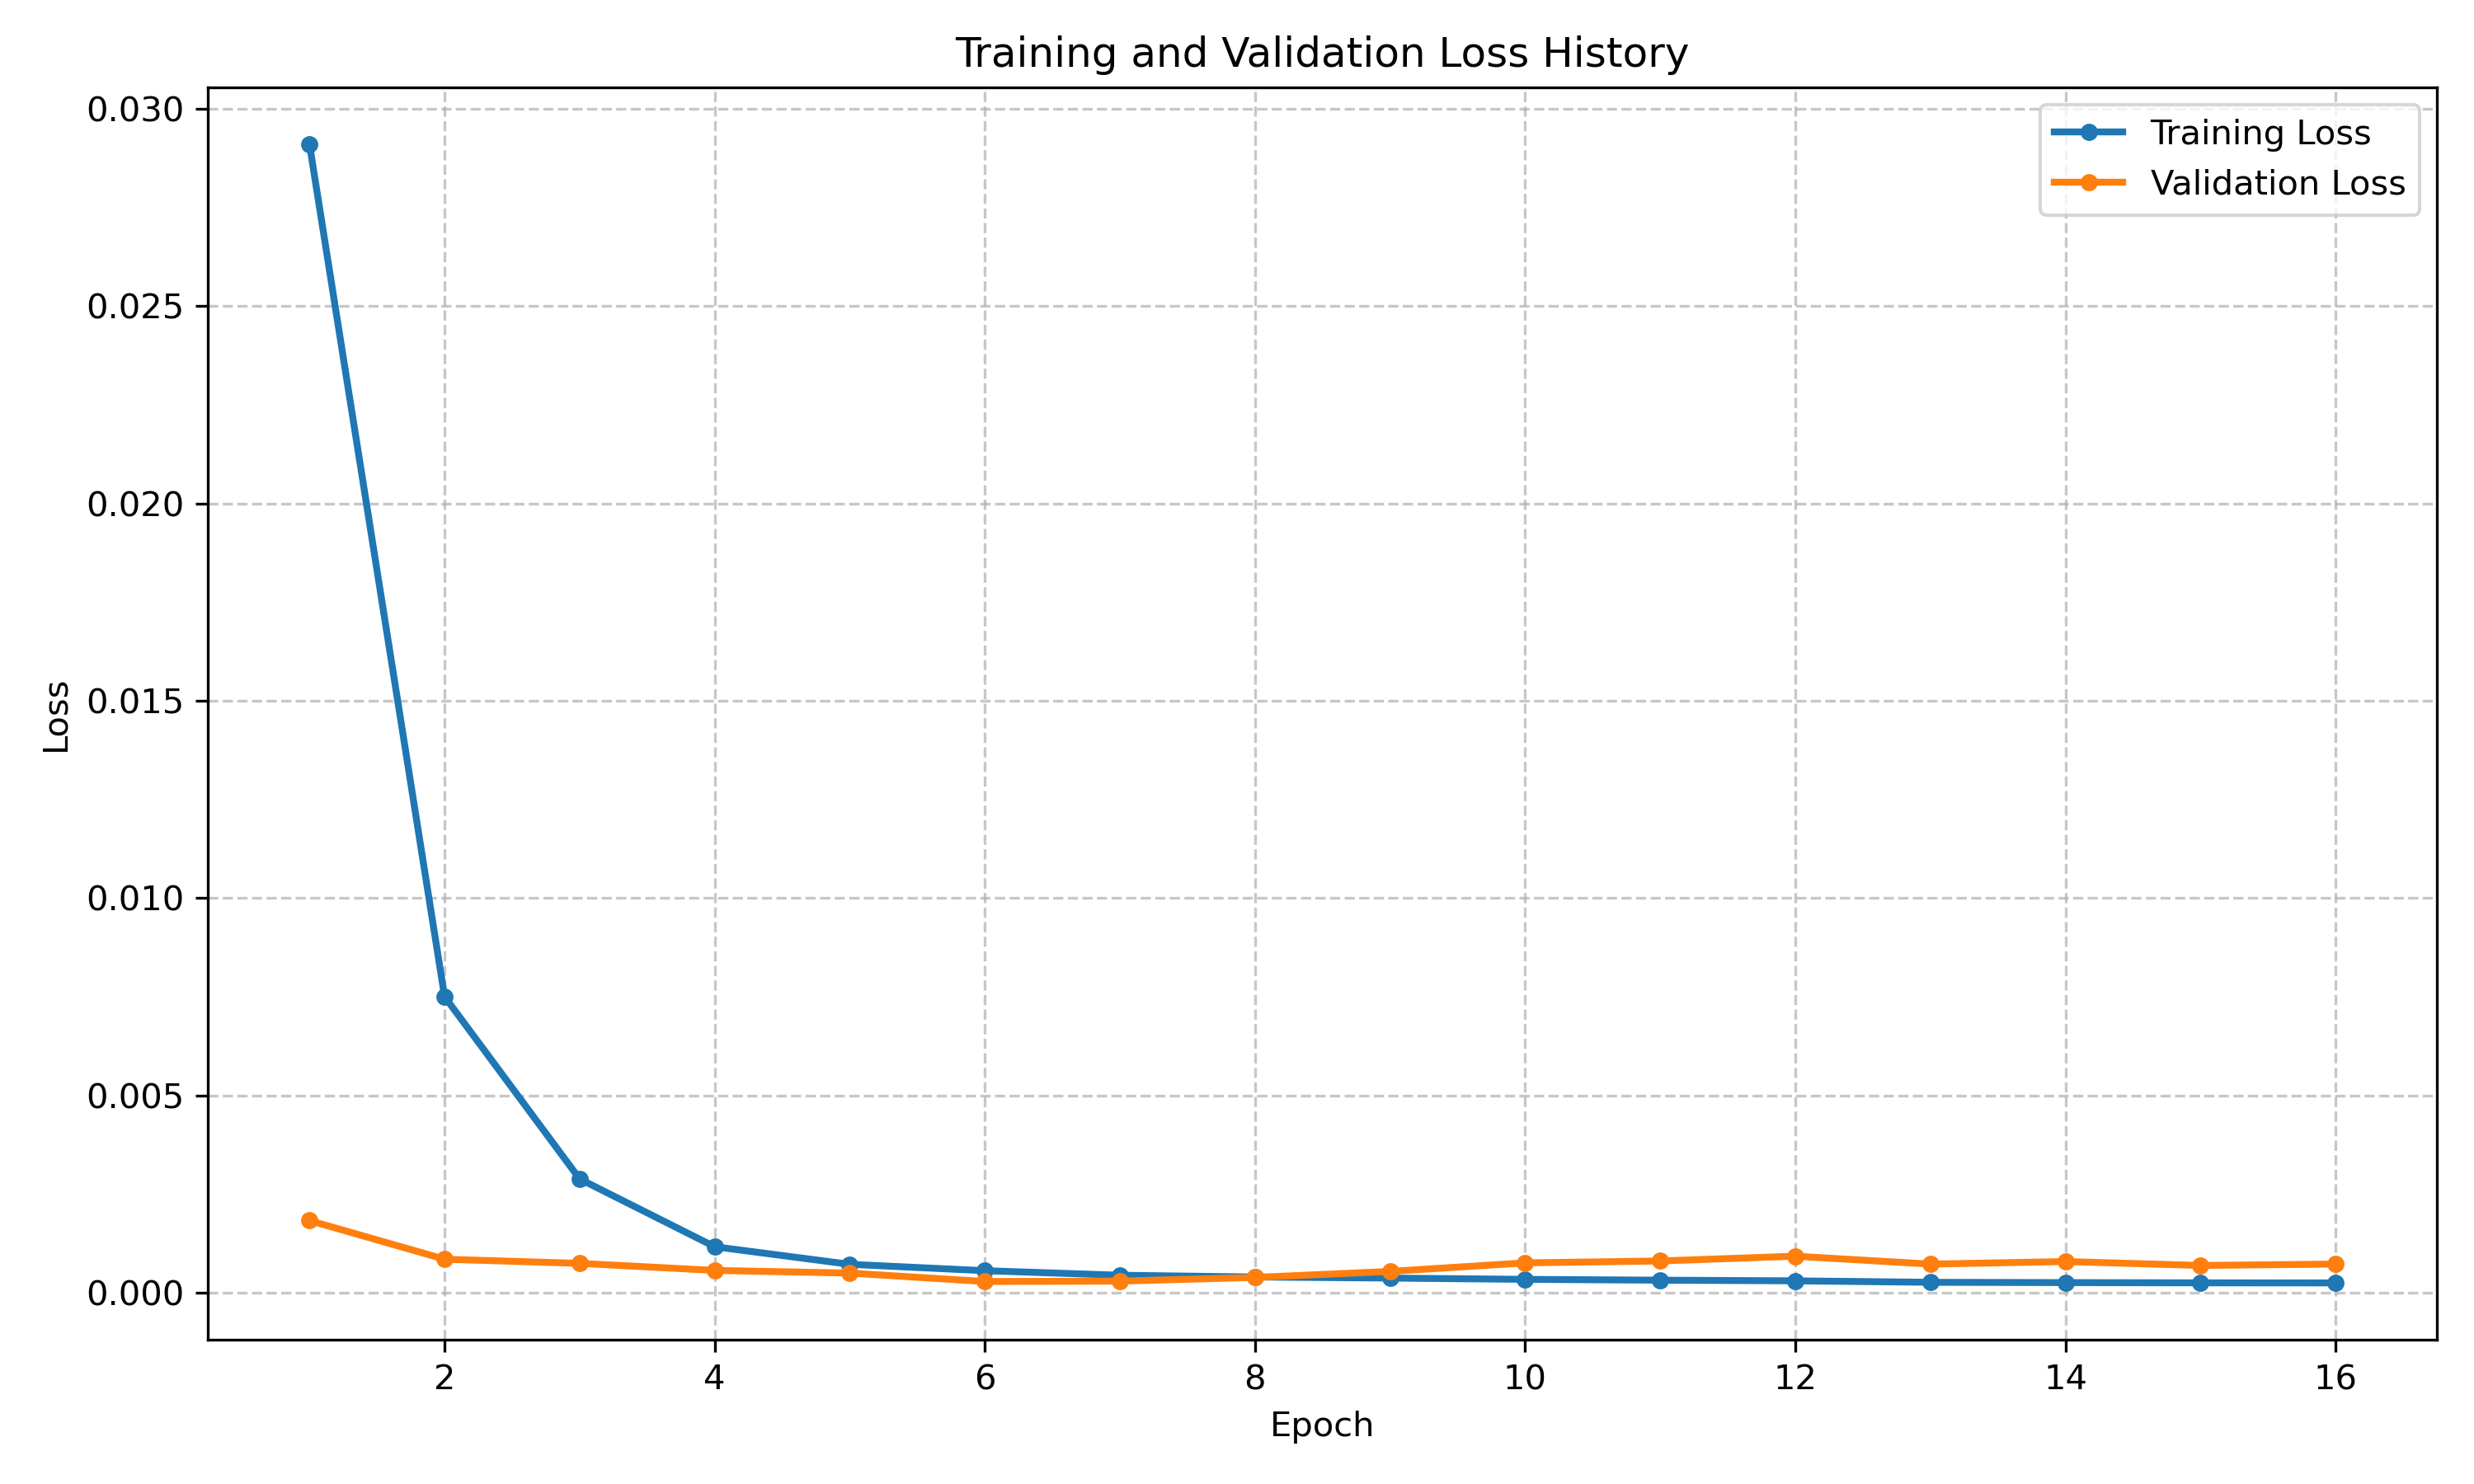 Training and Validation Loss History
0.030
0.025
0.020
0.015
0.010
0.005
0.000
Loss
Training Loss
Validation Loss
2 4 6 8 10 12 14 16
Epoch